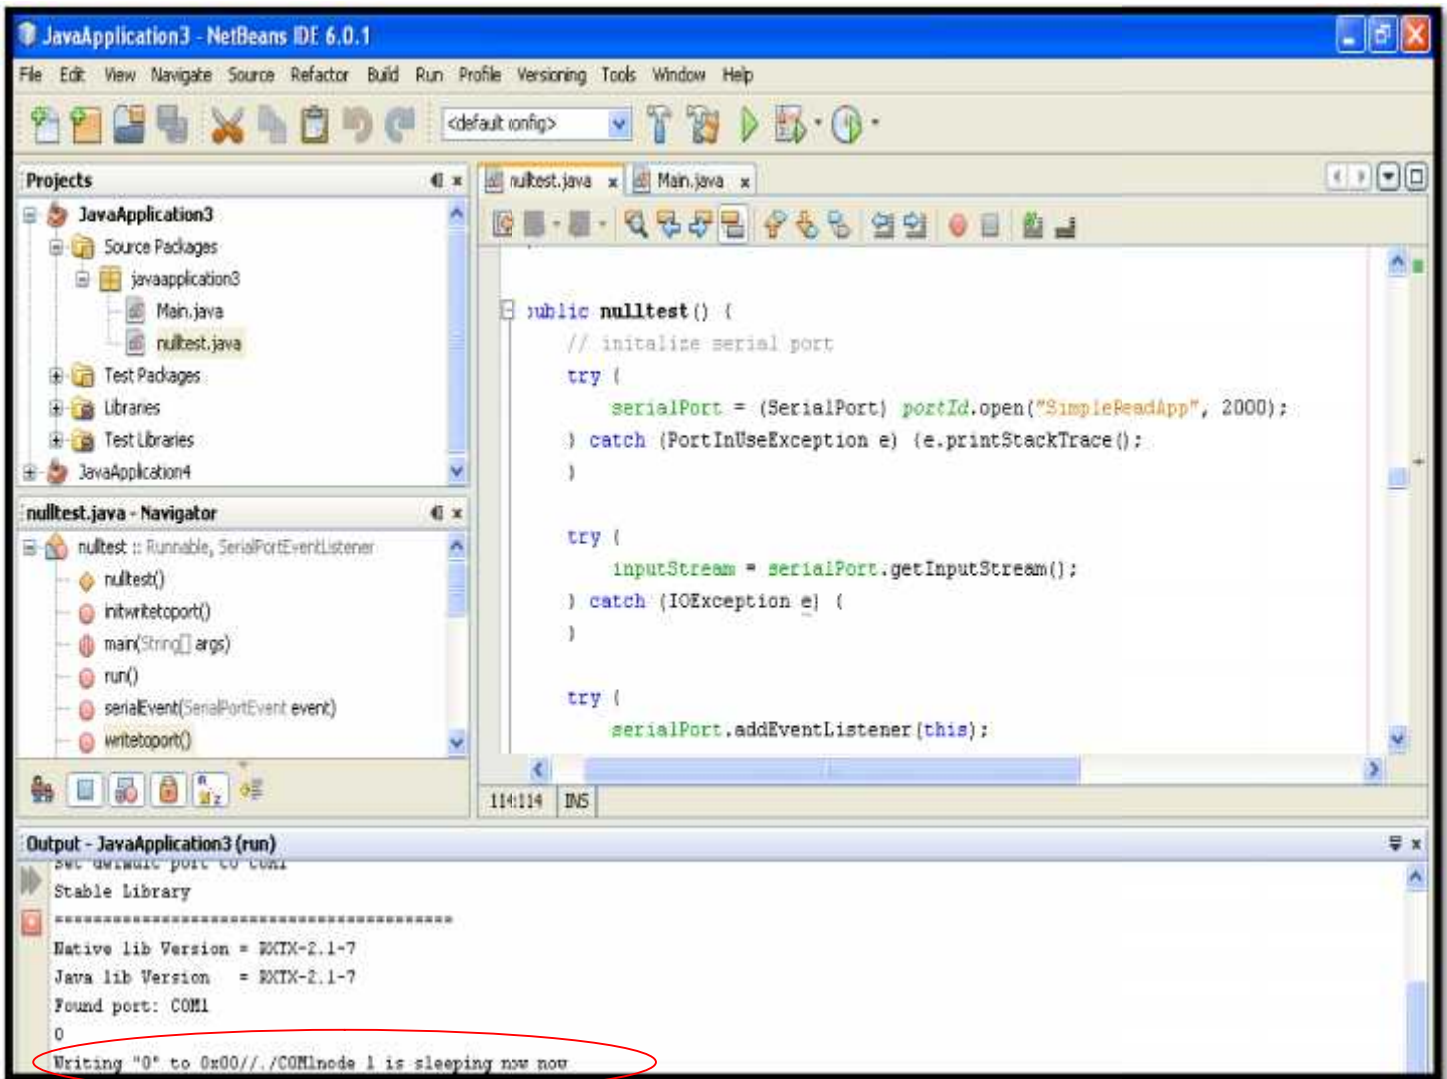 JavaApplication3 - NetBeans IDE 6.0.1
File Edit View Navigate Source Refactor Build Run Profile Versioning Tools Window Help
<default config>
Projects
JavaApplication3
Source Packages
javaapplication3
Main.java
nulltest.java
Test Packages
Libraries
Test Libraries
JavaApplication4
nulltest.java - Navigator
nulltest :: Runnable, SerialPortEventListener
nulltest()
initwritetoport()
main(String[] args)
run()
serialEvent(SerialPortEvent event)
writetoport()
nulltest.java Main.java
public nulltest() {
// initalize serial port
try {
serialPort = (SerialPort) portId.open("SimpleReadApp", 2000);
} catch (PortInUseException e) {e.printStackTrace();
}
try {
inputStream = serialPort.getInputStream();
} catch (IOException e) {
}
try {
serialPort.addEventListener(this);
114:114 INS
Output - JavaApplication3 (run)
Set default port to COM1
Stable Library
=========================================
Native lib Version = RXTX-2.1-7
Java lib Version = RXTX-2.1-7
Found port: COM1
0
Writing "0" to 0x00//./COM1node 1 is sleeping now now